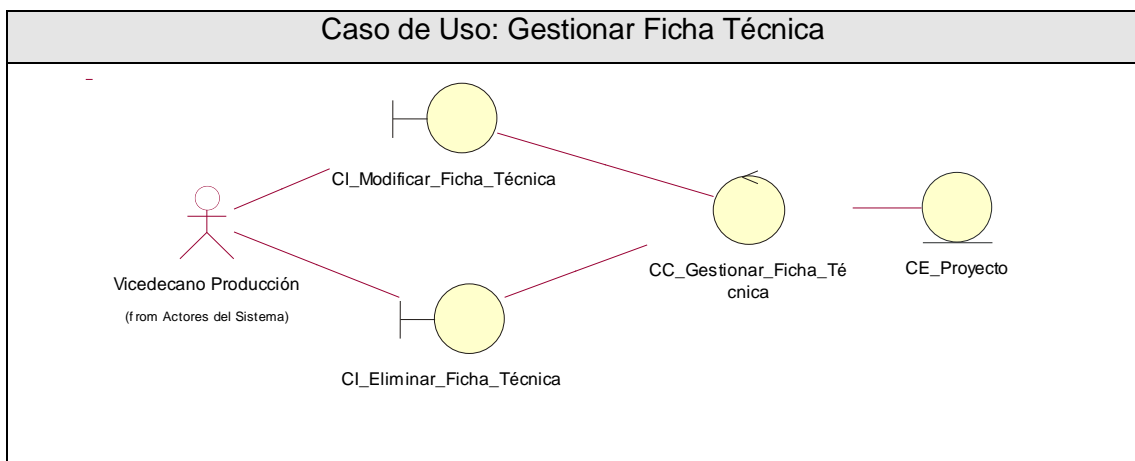 Caso de Uso: Gestionar Ficha Técnica
CI_Modificar_Ficha_Técnica
Vicedecano Producción
(from Actores del Sistema)
CC_Gestionar_Ficha_Té
cnica
CE_Proyecto
CI_Eliminar_Ficha_Técnica